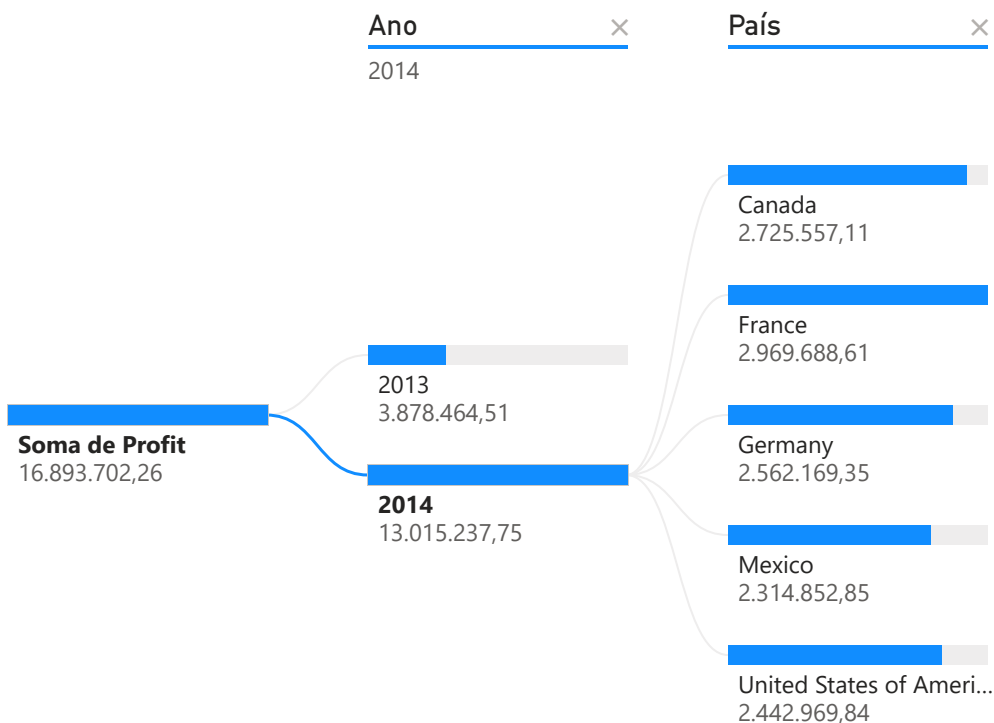 Ano
2014
País
Soma de Profit
16.893.702,26
2013
3.878.464,51
2014
13.015.237,75
Canada
2.725.557,11
France
2.969.688,61
Germany
2.562.169,35
Mexico
2.314.852,85
United States of Ameri...
2.442.969,84